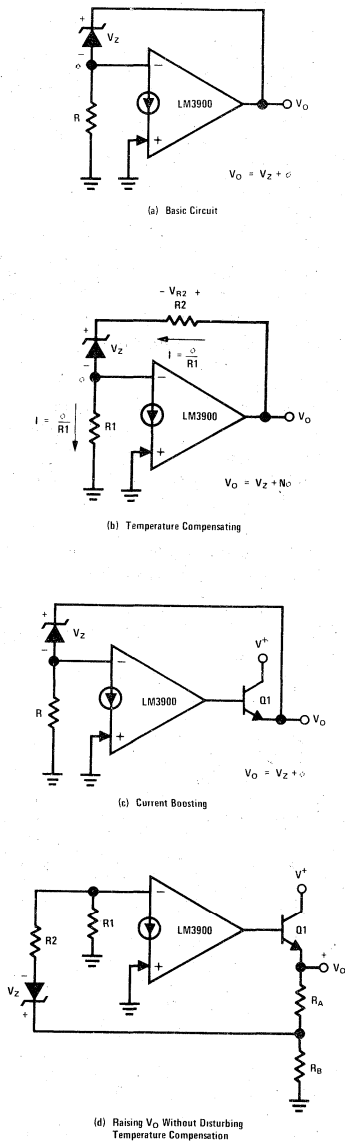 +
VZ
−
o
−
R
LM3900
+
VO
VO = VZ + o
(a) Basic Circuit
− VR2 +
R2
+
VZ
−
I = o/R1
o
−
I = o/R1
R1
LM3900
+
VO
VO = VZ + No
(b) Temperature Compensating
+
VZ
−
V+
−
R
LM3900
Q1
+
VO
VO = VZ + o
(c) Current Boosting
V+
−
R1
R2
LM3900
Q1
−
VZ
+
+
+
VO
RA
RB
(d) Raising VO Without Disturbing
Temperature Compensation